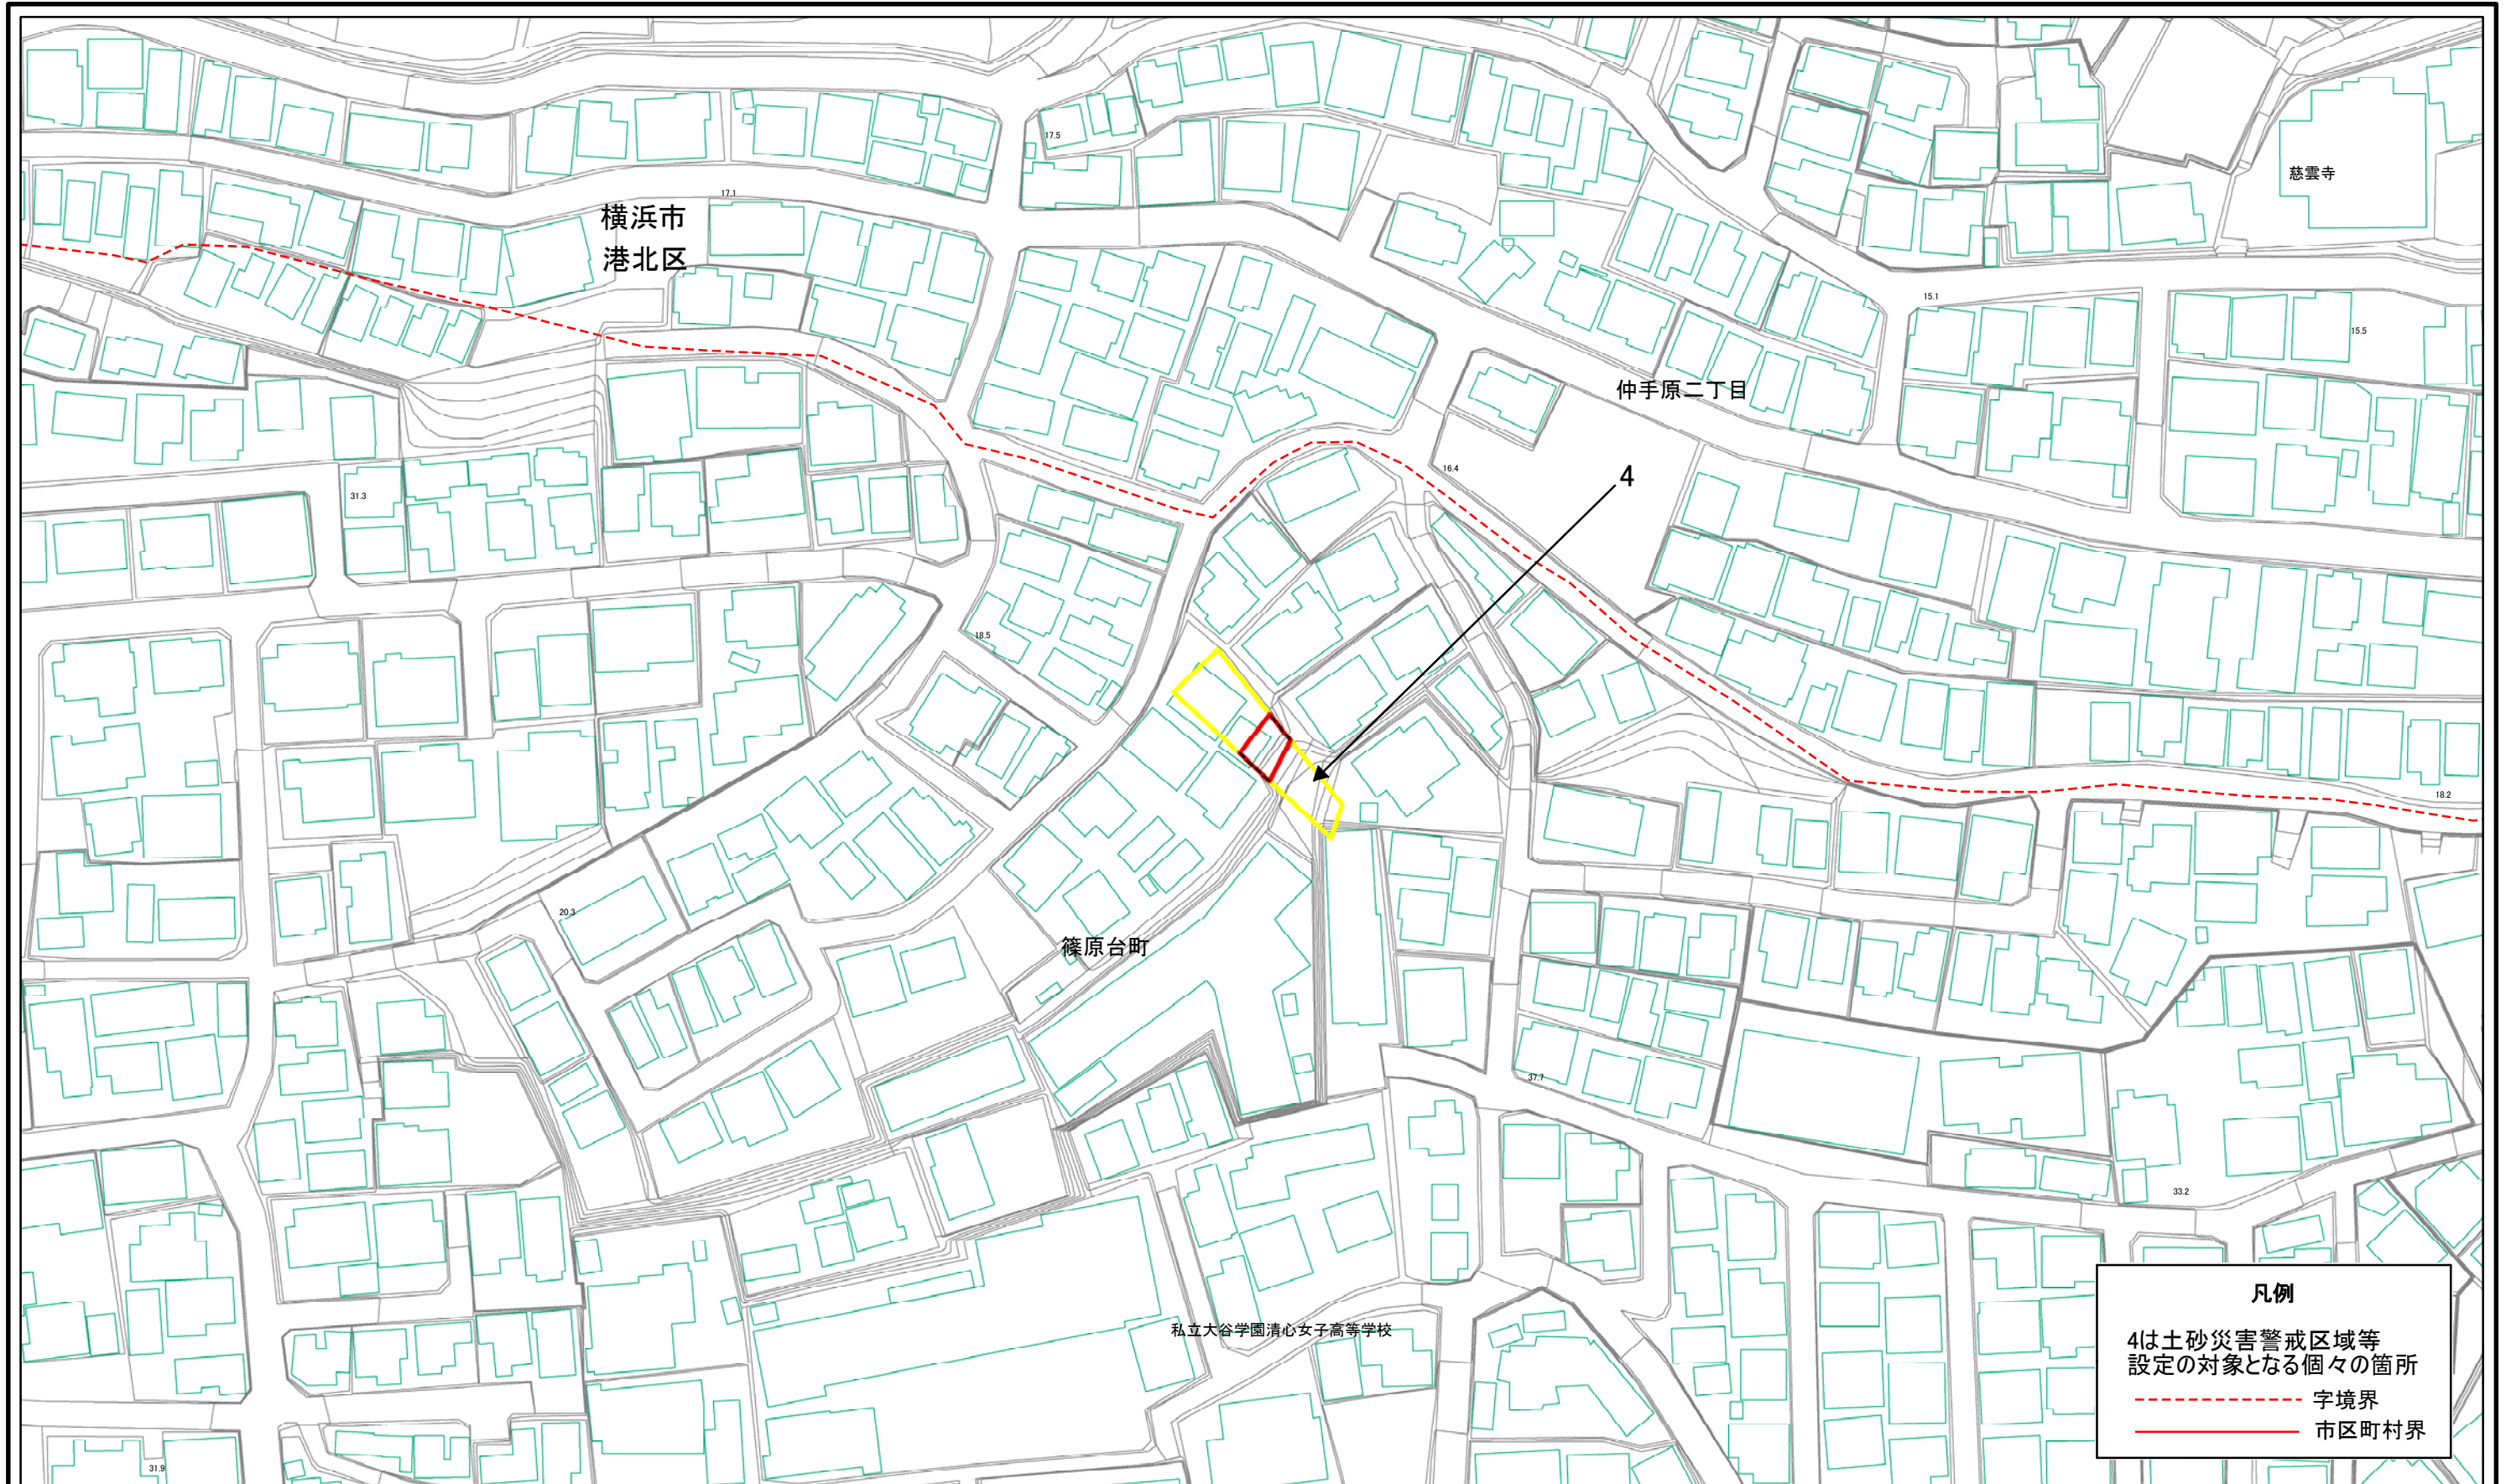 17.5
慈雲寺
17.1
横浜市
港北区
15.1
15.5
仲手原二丁目
16.4
4
31.3
18.5
18.2
20.3
篠原台町
37.7
33.2
私立大谷学園清心女子高等学校
31.9
凡例
4は土砂災害警戒区域等
設定の対象となる個々の箇所
字境界
市区町村界